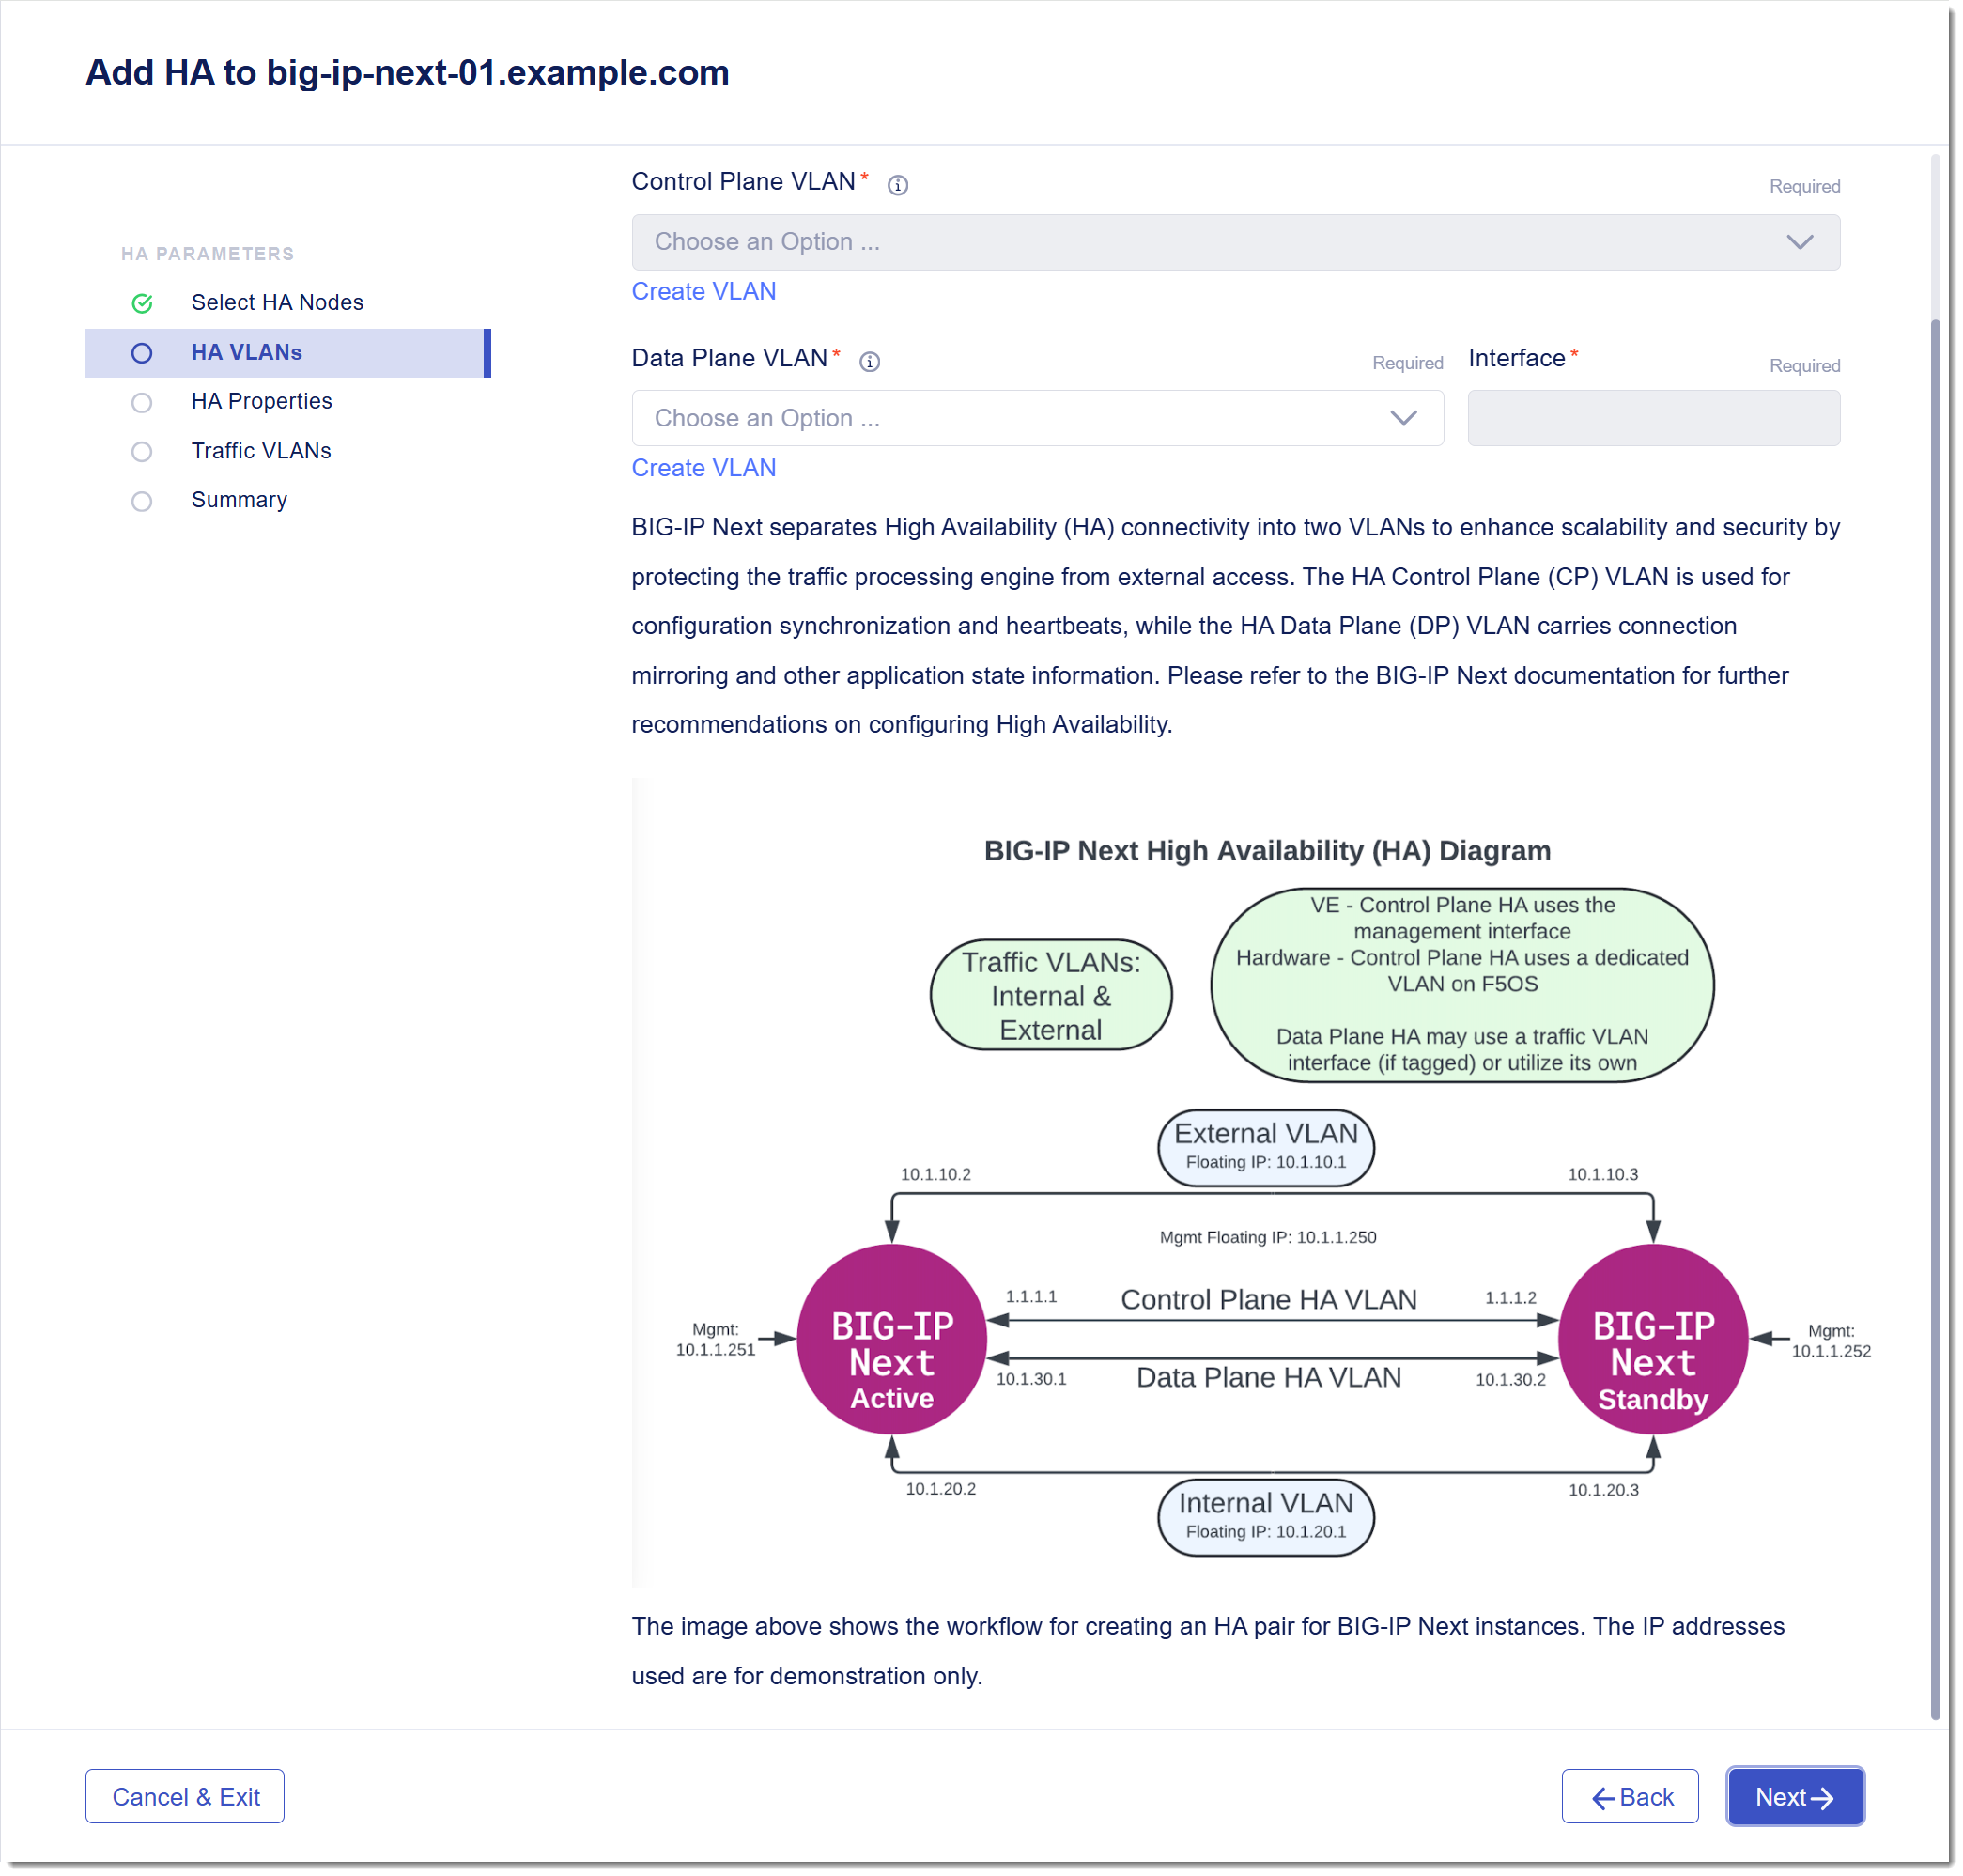 Add HA to big-ip-next-01.example.com
HA PARAMETERS
Select HA Nodes
HA VLANs
HA Properties
Traffic VLANs
Summary
Control Plane VLAN* Required
Choose an Option ...
Create VLAN
Data Plane VLAN* Required Interface* Required
Choose an Option ...
Create VLAN
BIG-IP Next separates High Availability (HA) connectivity into two VLANs to enhance scalability and security by
protecting the traffic processing engine from external access. The HA Control Plane (CP) VLAN is used for
configuration synchronization and heartbeats, while the HA Data Plane (DP) VLAN carries connection
mirroring and other application state information. Please refer to the BIG-IP Next documentation for further
recommendations on configuring High Availability.
BIG-IP Next High Availability (HA) Diagram
Traffic VLANs:
Internal &
External
VE - Control Plane HA uses the
management interface
Hardware - Control Plane HA uses a dedicated
VLAN on F5OS
Data Plane HA may use a traffic VLAN
interface (if tagged) or utilize its own
External VLAN
Floating IP: 10.1.10.1
10.1.10.2
10.1.10.3
Mgmt Floating IP: 10.1.1.250
1.1.1.1
Control Plane HA VLAN
1.1.1.2
Mgmt:
10.1.1.251
BIG-IP
Next
Active
BIG-IP
Next
Standby
Mgmt:
10.1.1.252
10.1.30.1
Data Plane HA VLAN
10.1.30.2
10.1.20.2
10.1.20.3
Internal VLAN
Floating IP: 10.1.20.1
The image above shows the workflow for creating an HA pair for BIG-IP Next instances. The IP addresses
used are for demonstration only.
Cancel & Exit
Back
Next